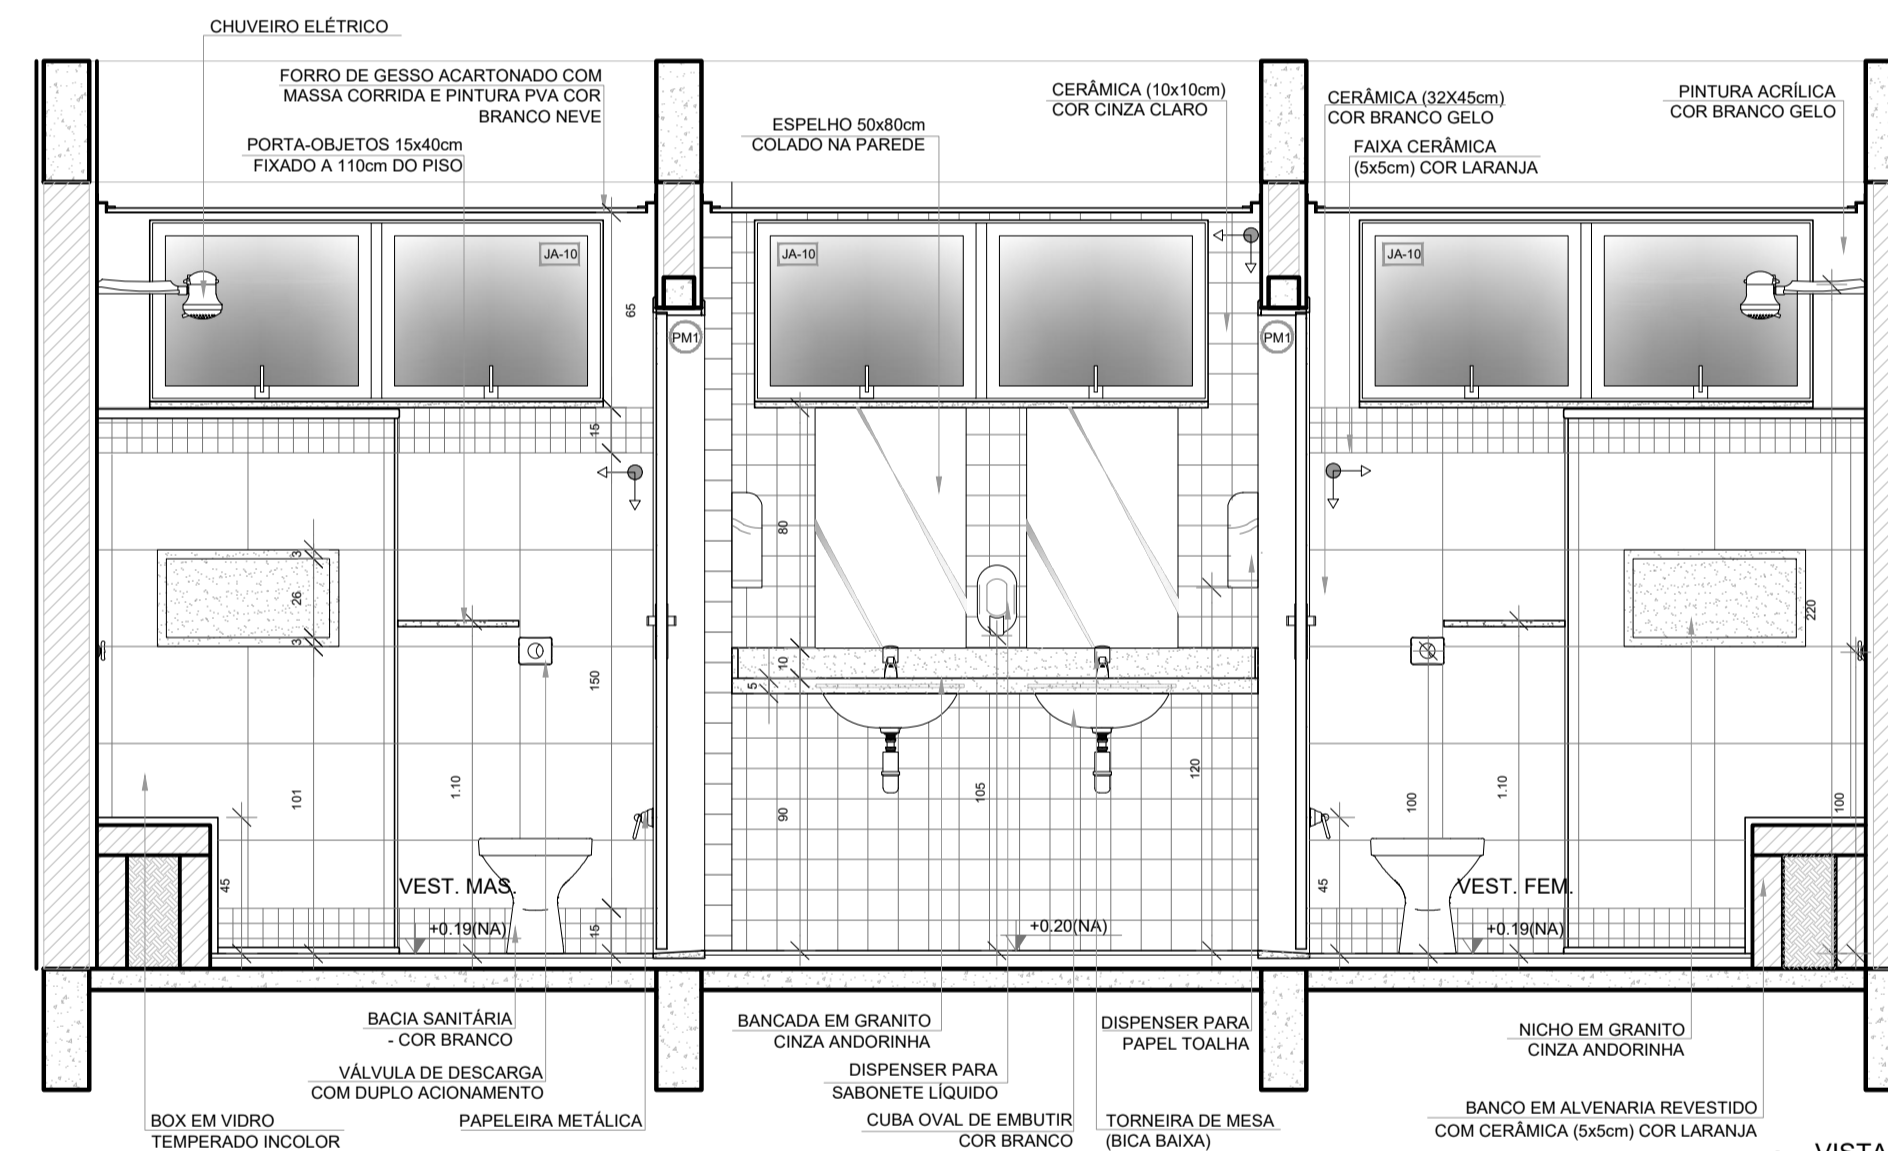 CHUVEIRO ELÉTRICO
FORRO DE GESSO ACARTONADO COM
MASSA CORRIDA E PINTURA PVA COR
BRANCO NEVE
PORTA-OBJETOS 15x40cm
FIXADO A 110cm DO PISO
ESPELHO 50x80cm
COLADO NA PAREDE
CERÂMICA (10x10cm)
COR CINZA CLARO
CERÂMICA (32X45cm)
COR BRANCO GELO
FAIXA CERÂMICA
(5x5cm) COR LARANJA
PINTURA ACRÍLICA
COR BRANCO GELO
JA-10
JA-10
JA-10
65
PM1
PM1
15
80
3
26
3
220
150
10
5
101
1.10
90
105
120
100
1.10
100
45
VEST. MAS.
45
VEST. FEM.
+0.19(NA)
15
+0.20(NA)
+0.19(NA)
BACIA SANITÁRIA
- COR BRANCO
VÁLVULA DE DESCARGA
COM DUPLO ACIONAMENTO
BOX EM VIDRO
TEMPERADO INCOLOR
PAPELEIRA METÁLICA
BANCADA EM GRANITO
CINZA ANDORINHA
DISPENSER PARA
SABONETE LÍQUIDO
CUBA OVAL DE EMBUTIR
COR BRANCO
DISPENSER PARA
PAPEL TOALHA
TORNEIRA DE MESA
(BICA BAIXA)
NICHO EM GRANITO
CINZA ANDORINHA
BANCO EM ALVENARIA REVESTIDO
COM CERÂMICA (5x5cm) COR LARANJA
VISTA